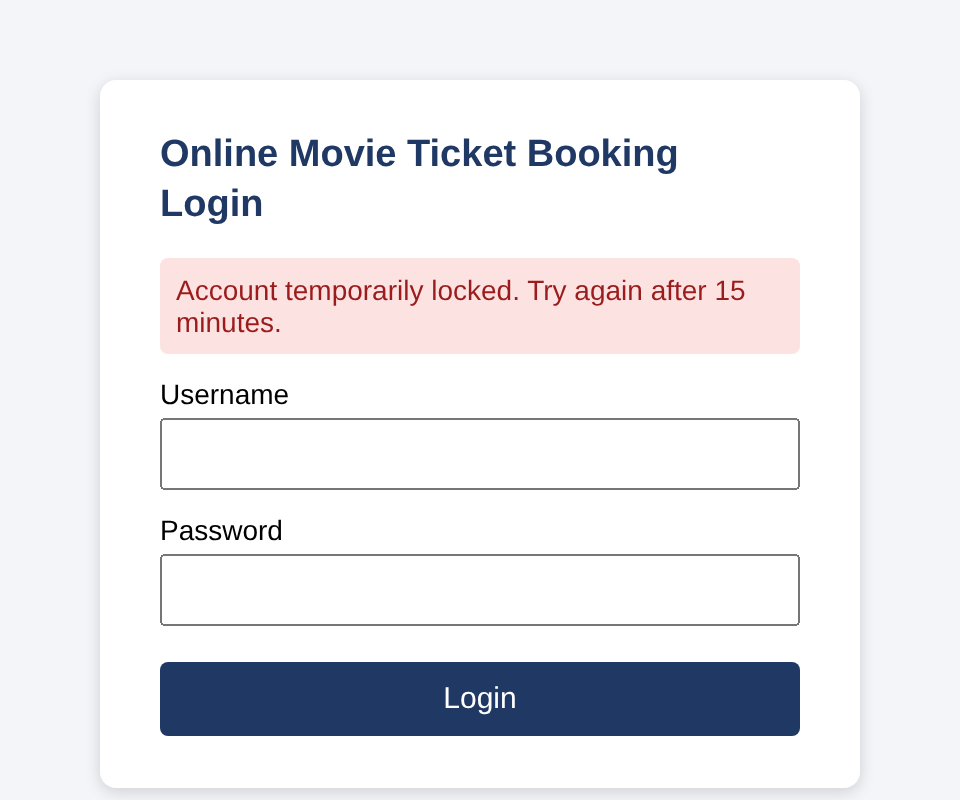 Online Movie Ticket Booking
Login
Account temporarily locked. Try again after 15
minutes.
Username
Password
Login